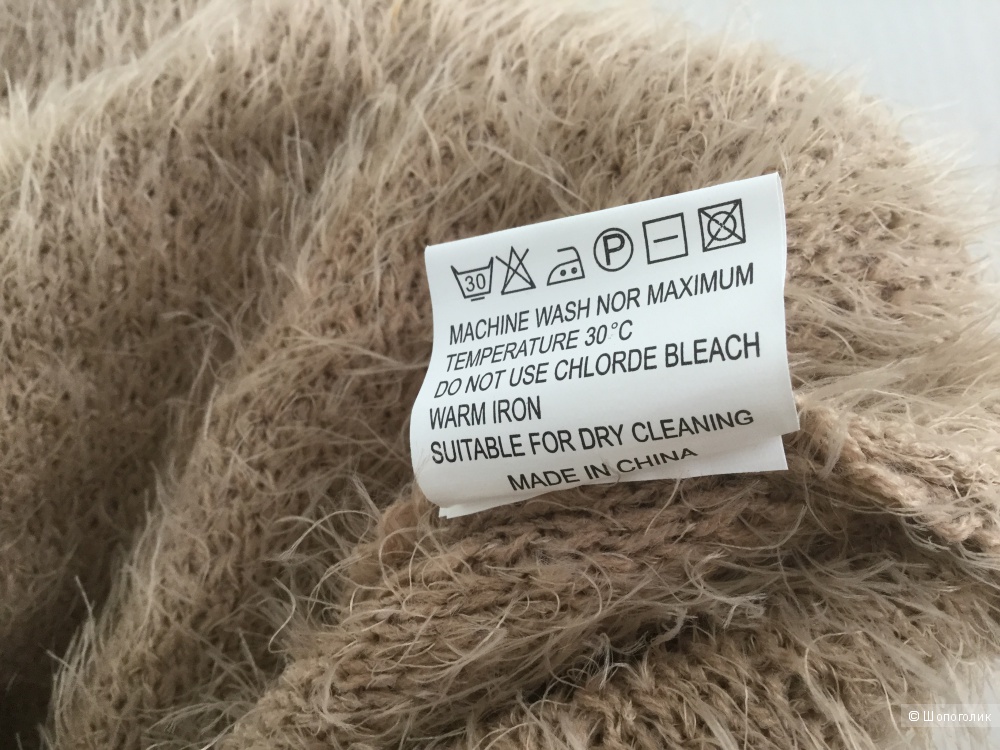 30
P
MACHINE WASH NOR MAXIMUM
TEMPERATURE 30°C
DO NOT USE CHLORDE BLEACH
WARM IRON
SUITABLE FOR DRY CLEANING
MADE IN CHINA
© Шопоголик